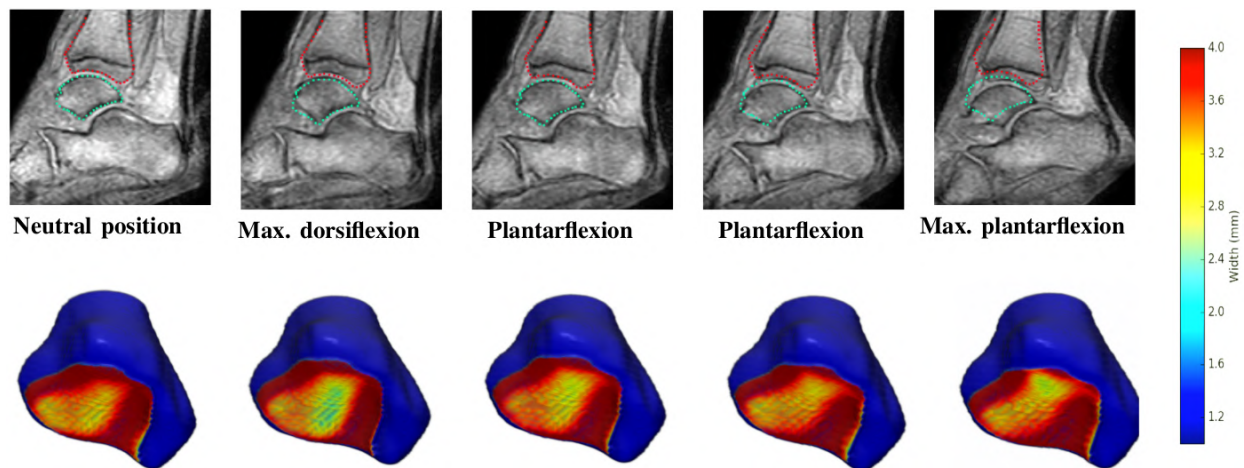 Neutral position
Max. dorsiflexion
Plantarflexion
Plantarflexion
Max. plantarflexion
4.0
3.6
3.2
2.8
2.4
2.0
1.6
1.2
Width (mm)